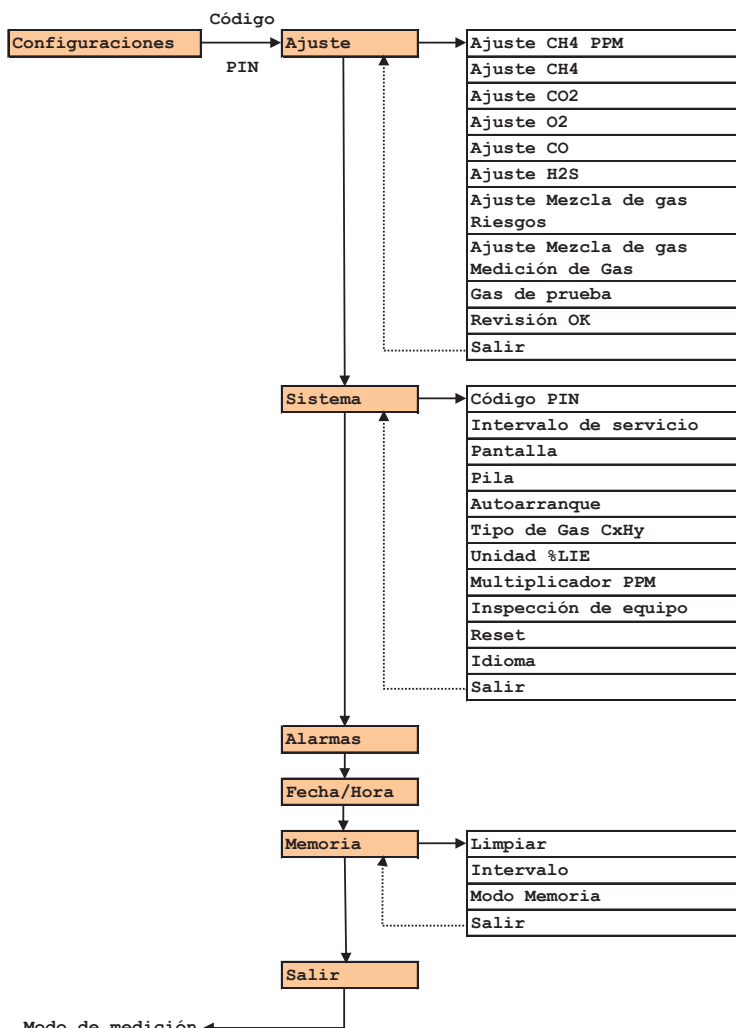 Código
Configuraciones
PIN
Ajuste
Ajuste CH4 PPM
Ajuste CH4
Ajuste CO2
Ajuste O2
Ajuste CO
Ajuste H2S
Ajuste Mezcla de gas
Riesgos
Ajuste Mezcla de gas
Medición de Gas
Gas de prueba
Revisión OK
Salir
Sistema
Código PIN
Intervalo de servicio
Pantalla
Pila
Autoarranque
Tipo de Gas CxHy
Unidad %LIE
Multiplicador PPM
Inspección de equipo
Reset
Idioma
Salir
Alarmas
Fecha/Hora
Memoria
Limpiar
Intervalo
Modo Memoria
Salir
Salir
Modo de medición